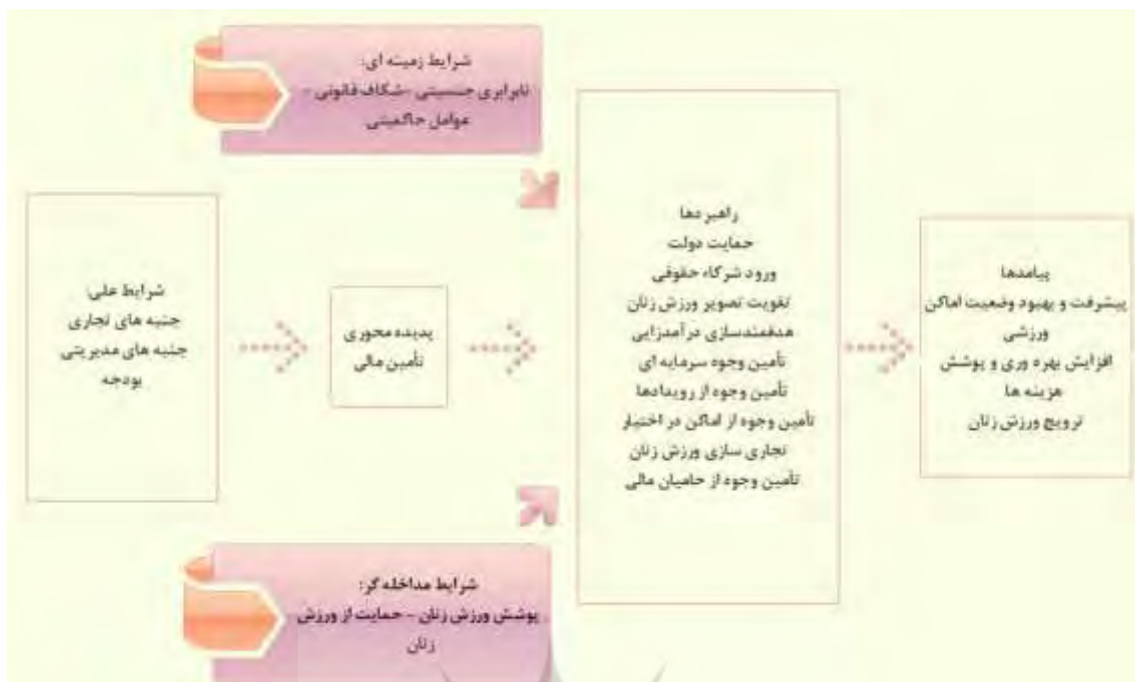 شرایط زمینه ای:
نابرابری جنسیتی -شکاف قانونی -
عوامل حاکمیتی
شرایط علی:
جنبه های تجاری
جنبه های مدیریتی
بودجه
پدیده محوری
تأمین مالی
راهبردها
حمایت دولت
ورود شرکاء حقوقی
تقویت تصویر ورزش زنان
هدفمندسازی درآمدزایی
تأمین وجوه سرمایه ای
تأمین وجوه از رویدادها
تأمین وجوه از اماکن در اختیار
تجاری سازی ورزش زنان
تأمین وجوه از حامیان مالی
پیامدها
پیشرفت و بهبود وضعیت اماکن
ورزشی
افزایش بهره وری و پوشش
هزینه ها
ترویج ورزش زنان
شرایط مداخله گر:
پوشش ورزش زنان - حمایت از ورزش
زنان